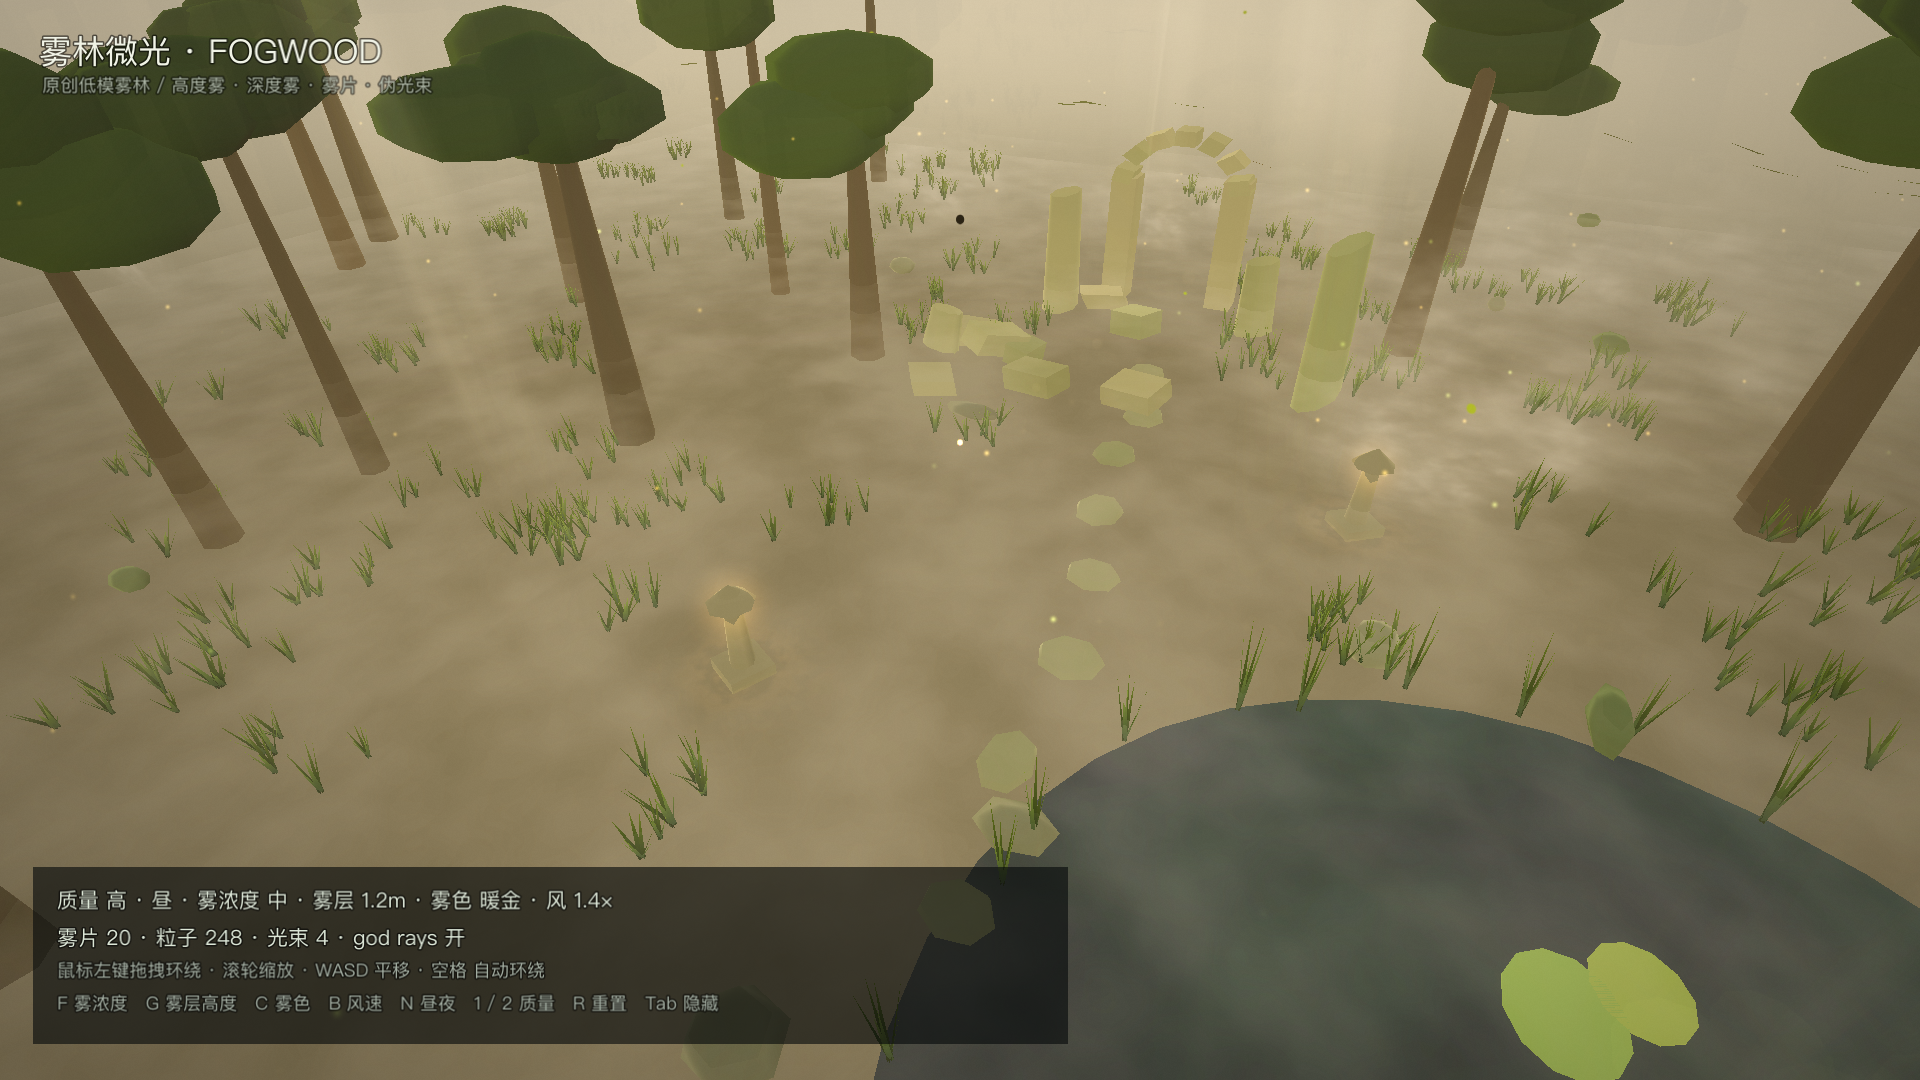 雾林微光 · FOGWOOD
原创低模雾林 / 高度雾 · 深度雾 · 雾片 · 伪光束
质量 高 · 昼 · 雾浓度 中 · 雾层 1.2m · 雾色 暖金 · 风 1.4×
雾片 20 · 粒子 248 · 光束 4 · god rays 开
鼠标左键拖拽环绕 · 滚轮缩放 · WASD 平移 · 空格 自动环绕
F 雾浓度 G 雾层高度 C 雾色 B 风速 N 昼夜 1 / 2 质量 R 重置 Tab 隐藏